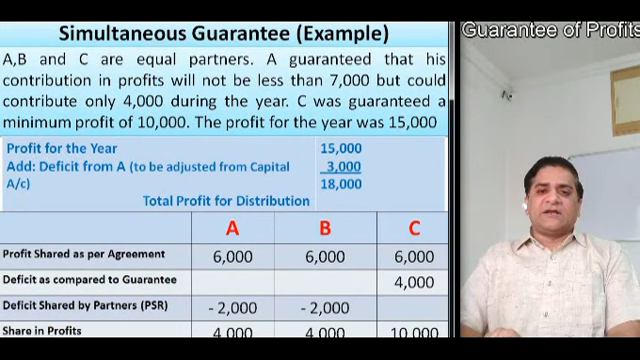 Simultaneous Guarantee (Example)
Guarantee of Profits
A,B and C are equal partners. A guaranteed that his
contribution in profits will not be less than 7,000 but could
contribute only 4,000 during the year. C was guaranteed a
minimum profit of 10,000. The profit for the year was 15,000
Profit for the Year 15,000
Add: Deficit from A (to be adjusted from Capital 3,000
A/c) 18,000
Total Profit for Distribution
A B C
Profit Shared as per Agreement 6,000 6,000 6,000
Deficit as compared to Guarantee 4,000
Deficit Shared by Partners (PSR) - 2,000 - 2,000
Share in Profits 4,000 4,000 10,000